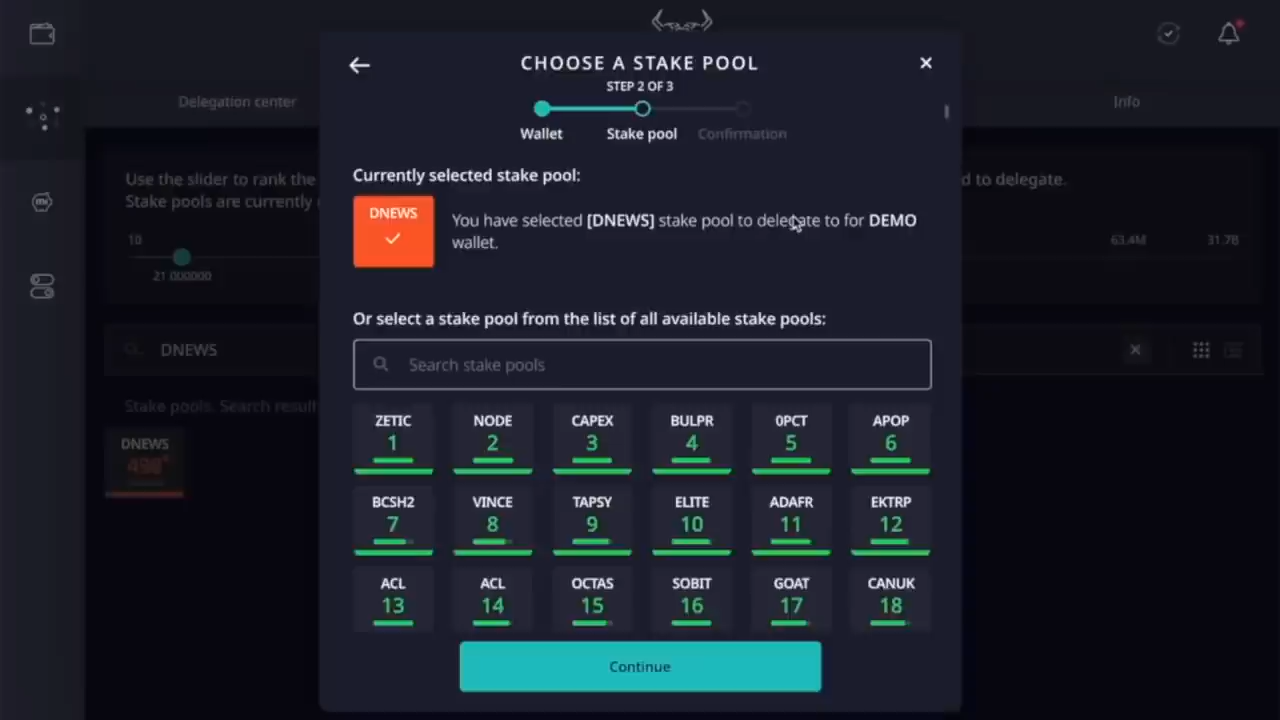 CHOOSE A STAKE POOL
STEP 2 OF 3
Wallet Stake pool Confirmation
Delegation center
Info
Use the slider to rank the
d to delegate.
Stake pools are currently
10
63.4M
31.7B
21.000000
DNEWS
Stake pools. Search result
DNEWS
498
Currently selected stake pool:
DNEWS
You have selected [DNEWS] stake pool to delegate to for DEMO
wallet.
Or select a stake pool from the list of all available stake pools:
Search stake pools
ZETIC NODE CAPEX BULPR 0PCT APOP
1 2 3 4 5 6
BCSH2 VINCE TAPSY ELITE ADAFR EKTRP
7 8 9 10 11 12
ACL ACL OCTAS SOBIT GOAT CANUK
13 14 15 16 17 18
Continue